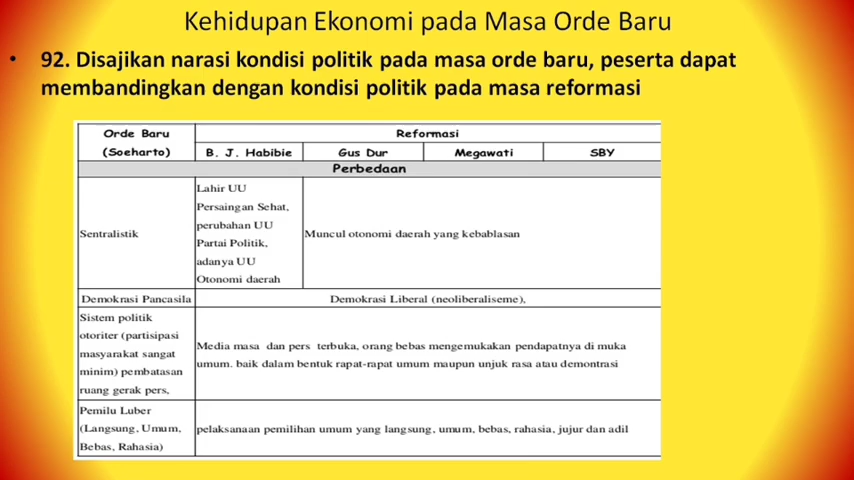 Kehidupan Ekonomi pada Masa Orde Baru
• 92. Disajikan narasi kondisi politik pada masa orde baru, peserta dapat
membandingkan dengan kondisi politik pada masa reformasi
Orde Baru
(Soeharto)
Reformasi
B. J. Habibie
Gus Dur
Megawati
SBY
Perbedaan
Sentralistik
Lahir UU
Persaingan Sehat,
perubahan UU
Partai Politik,
adanya UU
Otonomi daerah
Muncul otonomi daerah yang kebablasan
Demokrasi Pancasila
Demokrasi Liberal (neoliberaliseme),
Sistem politik
otoriter (partisipasi
masyarakat sangat
minim) pembatasan
ruang gerak pers,
Media masa dan pers terbuka, orang bebas mengemukakan pendapatnya di muka
umum. baik dalam bentuk rapat-rapat umum maupun unjuk rasa atau demontrasi
Pemilu Luber
(Langsung, Umum,
Bebas, Rahasia)
pelaksanaan pemilihan umum yang langsung, umum, bebas, rahasia, jujur dan adil